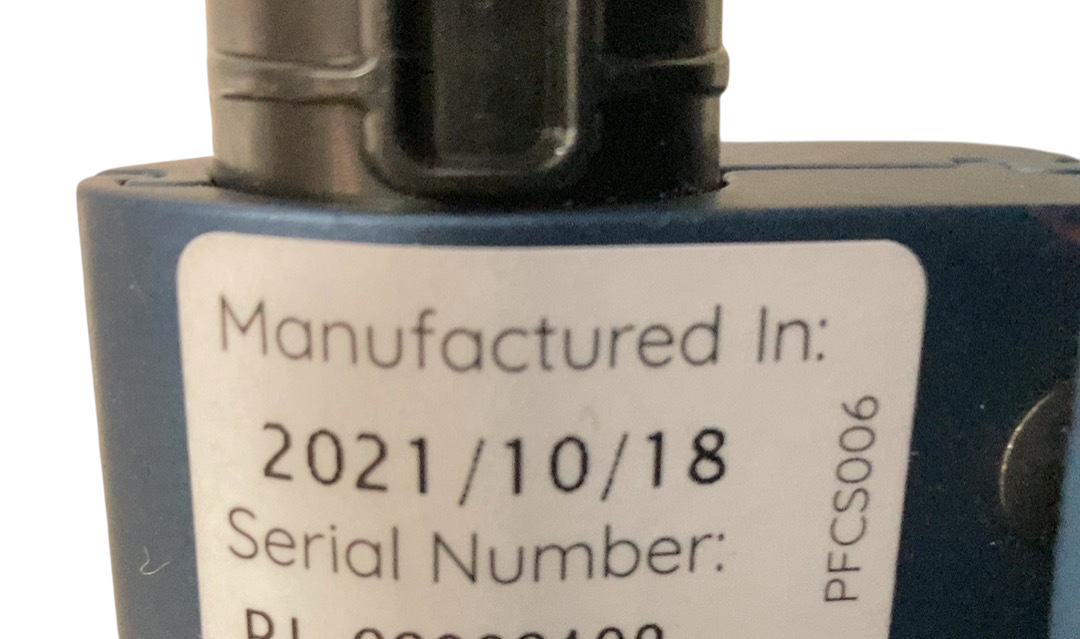 Manufactured In:
2021/10/18
Serial Number:
PFCS006